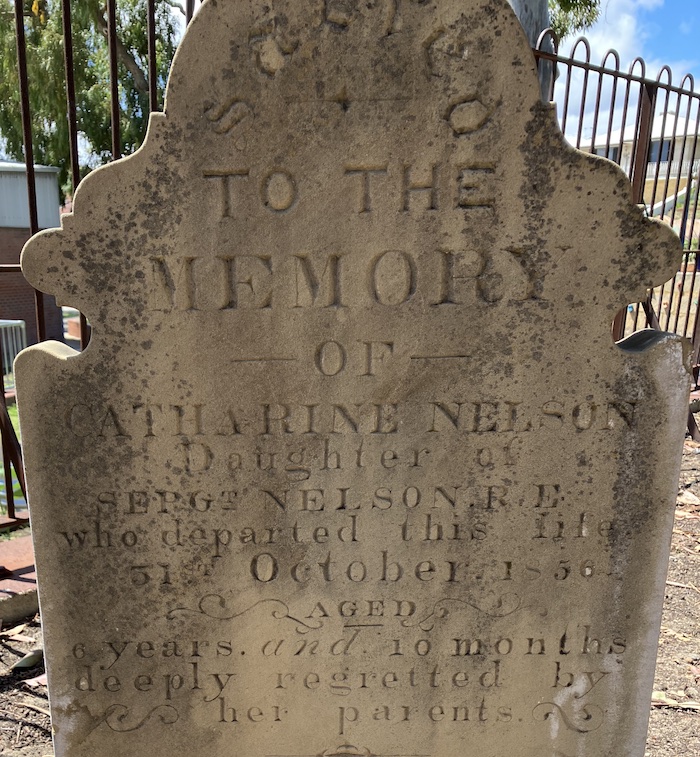 SACRED
TO THE
MEMORY
OF
CATHARINE NELSON
Daughter of
SERGT NELSON. R.E.
who departed this life
31st October. 1856.
AGED
6 years. and. 10 months
deeply regretted by
her parents.